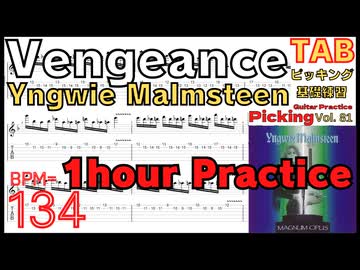 Vengeance
TAB
Yngwie Malmsteen
ピッキング
基礎練習
Guitar Practice
Picking Vol. 81
BPM=
134
1hour Practice
Yngwie Malmsteen
MAGNUM OPUS